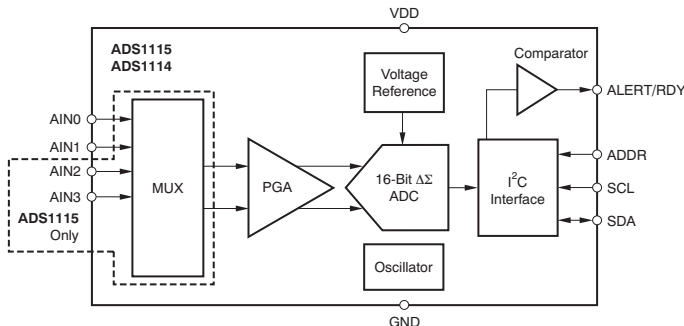 VDD
ADS1115
ADS1114
Comparator
Voltage
Reference
ALERT/RDY
AIN0
AIN1
AIN2
AIN3
MUX
PGA
16-Bit ΔΣ
ADC
I²C
Interface
ADDR
SCL
SDA
ADS1115
Only
Oscillator
GND